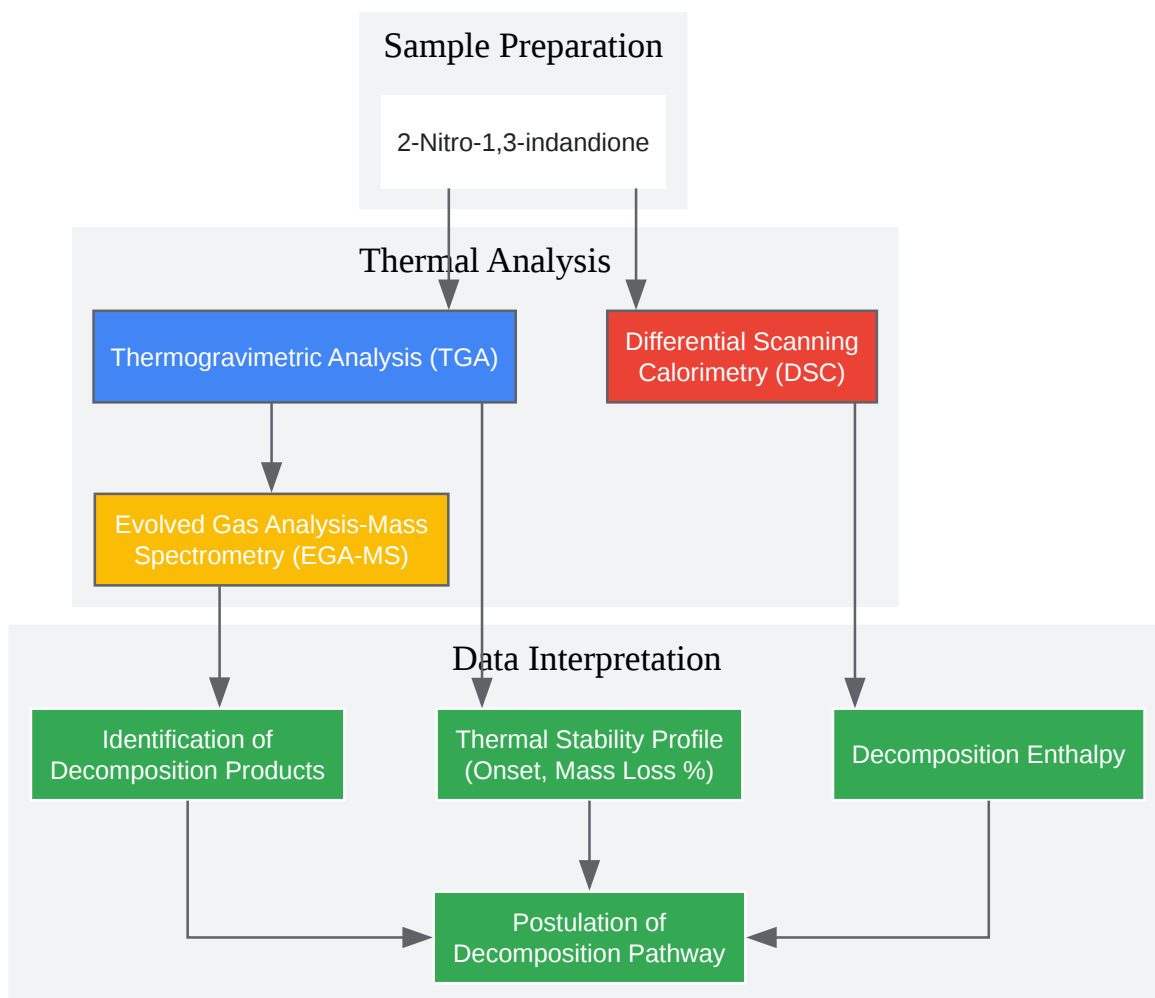 Sample Preparation
2-Nitro-1,3-indandione
Thermal Analysis
Thermogravimetric Analysis (TGA)
Differential Scanning
Calorimetry (DSC)
Evolved Gas Analysis-Mass
Spectrometry (EGA-MS)
Data Interpretation
Identification of
Decomposition Products
Thermal Stability Profile
(Onset, Mass Loss %)
Decomposition Enthalpy
Postulation of
Decomposition Pathway